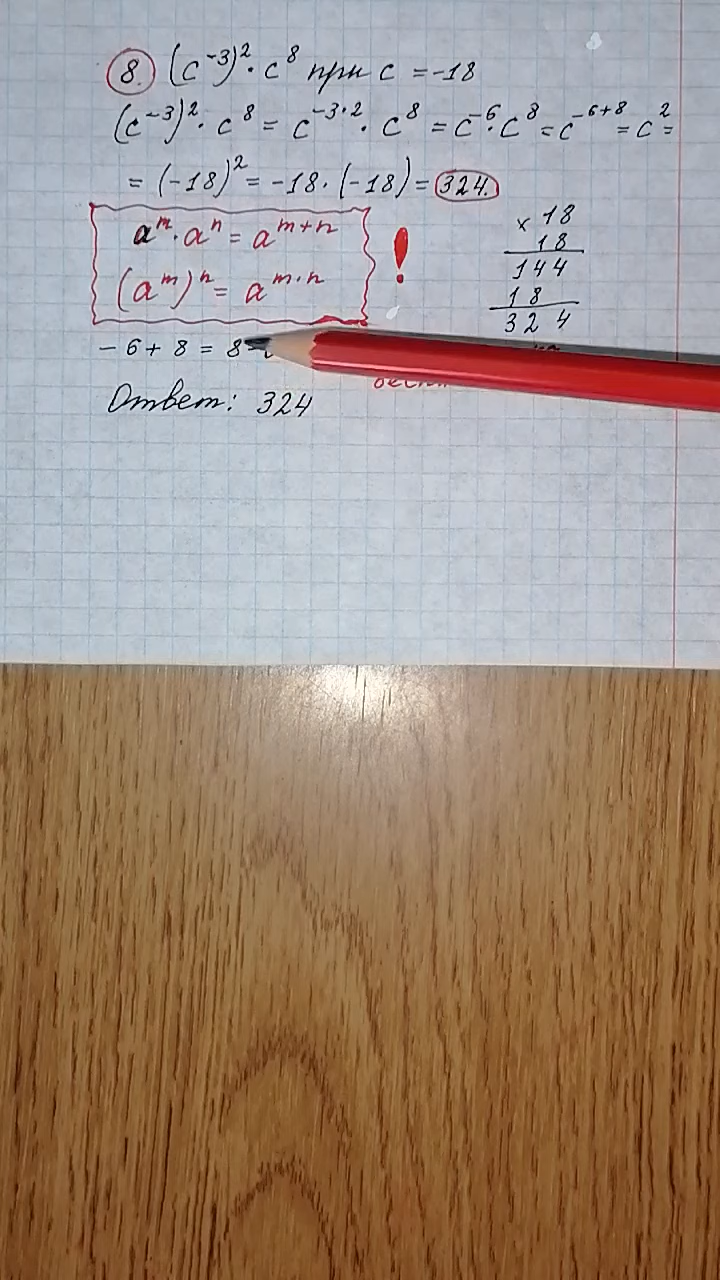 8. (c⁻³)² · c⁸ при c = -18
(c⁻³)² · c⁸ = c⁻³·² · c⁸ = c⁻⁶ · c⁸ = c⁻⁶⁺⁸ = c² =
= (-18)² = -18 · (-18) = 324.
aᵐ · aⁿ = aᵐ⁺ⁿ
(aᵐ)ⁿ = aᵐ·ⁿ
!
× 18
18
144
18
324
- 6 + 8 = 8-
Ответ: 324